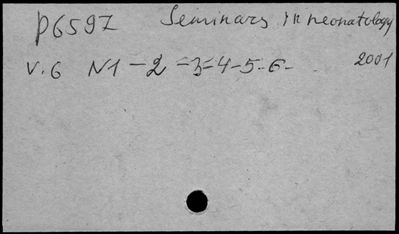 P6597 Seminars in neonatology
V.6 N1-2-3-4-5-6- 2001